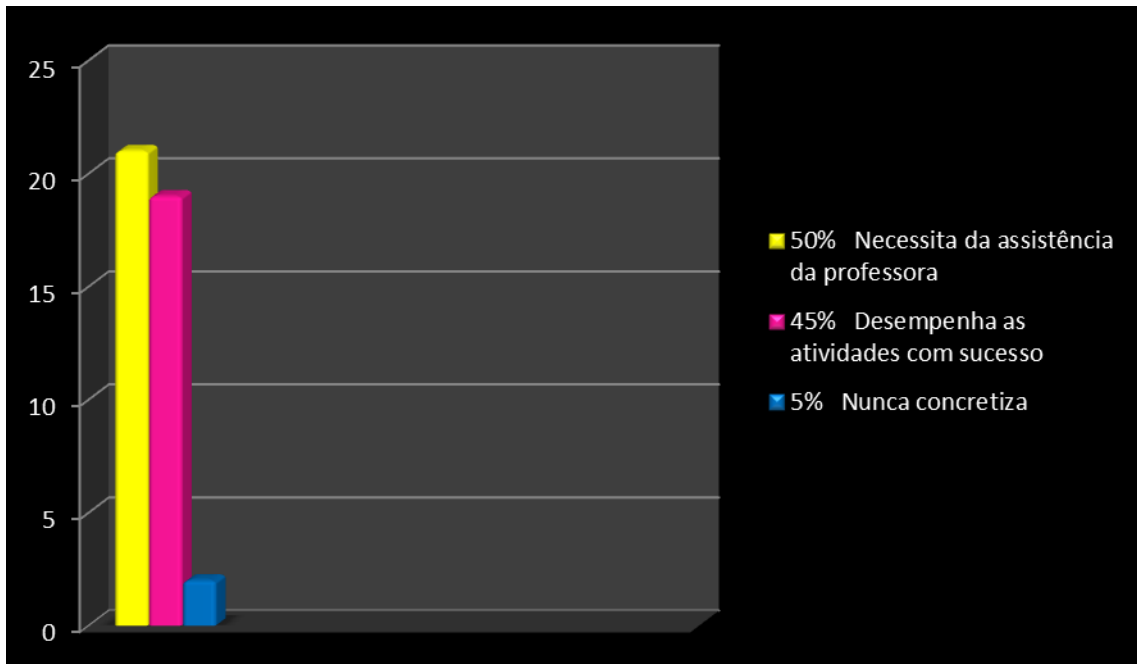 25
20
15
10
5
0
50% Necessita da assistência
da professora
45% Desempenha as
atividades com sucesso
5% Nunca concretiza